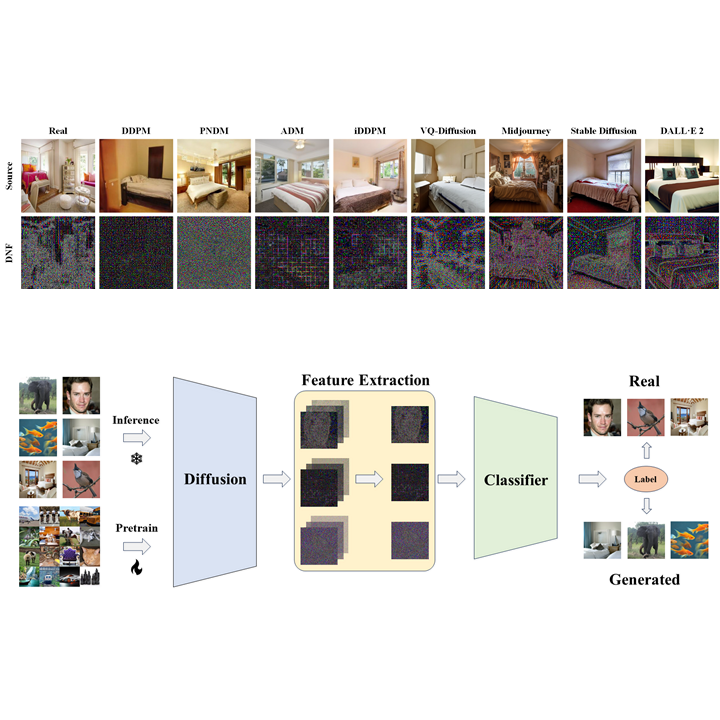 Real DDPM PNDM ADM iDDPM VQ-Diffusion Midjourney Stable Diffusion DALL·E 2
Source
DNF
Feature Extraction
Real
Inference
Pretrain
Diffusion
Classifier
Label
Generated